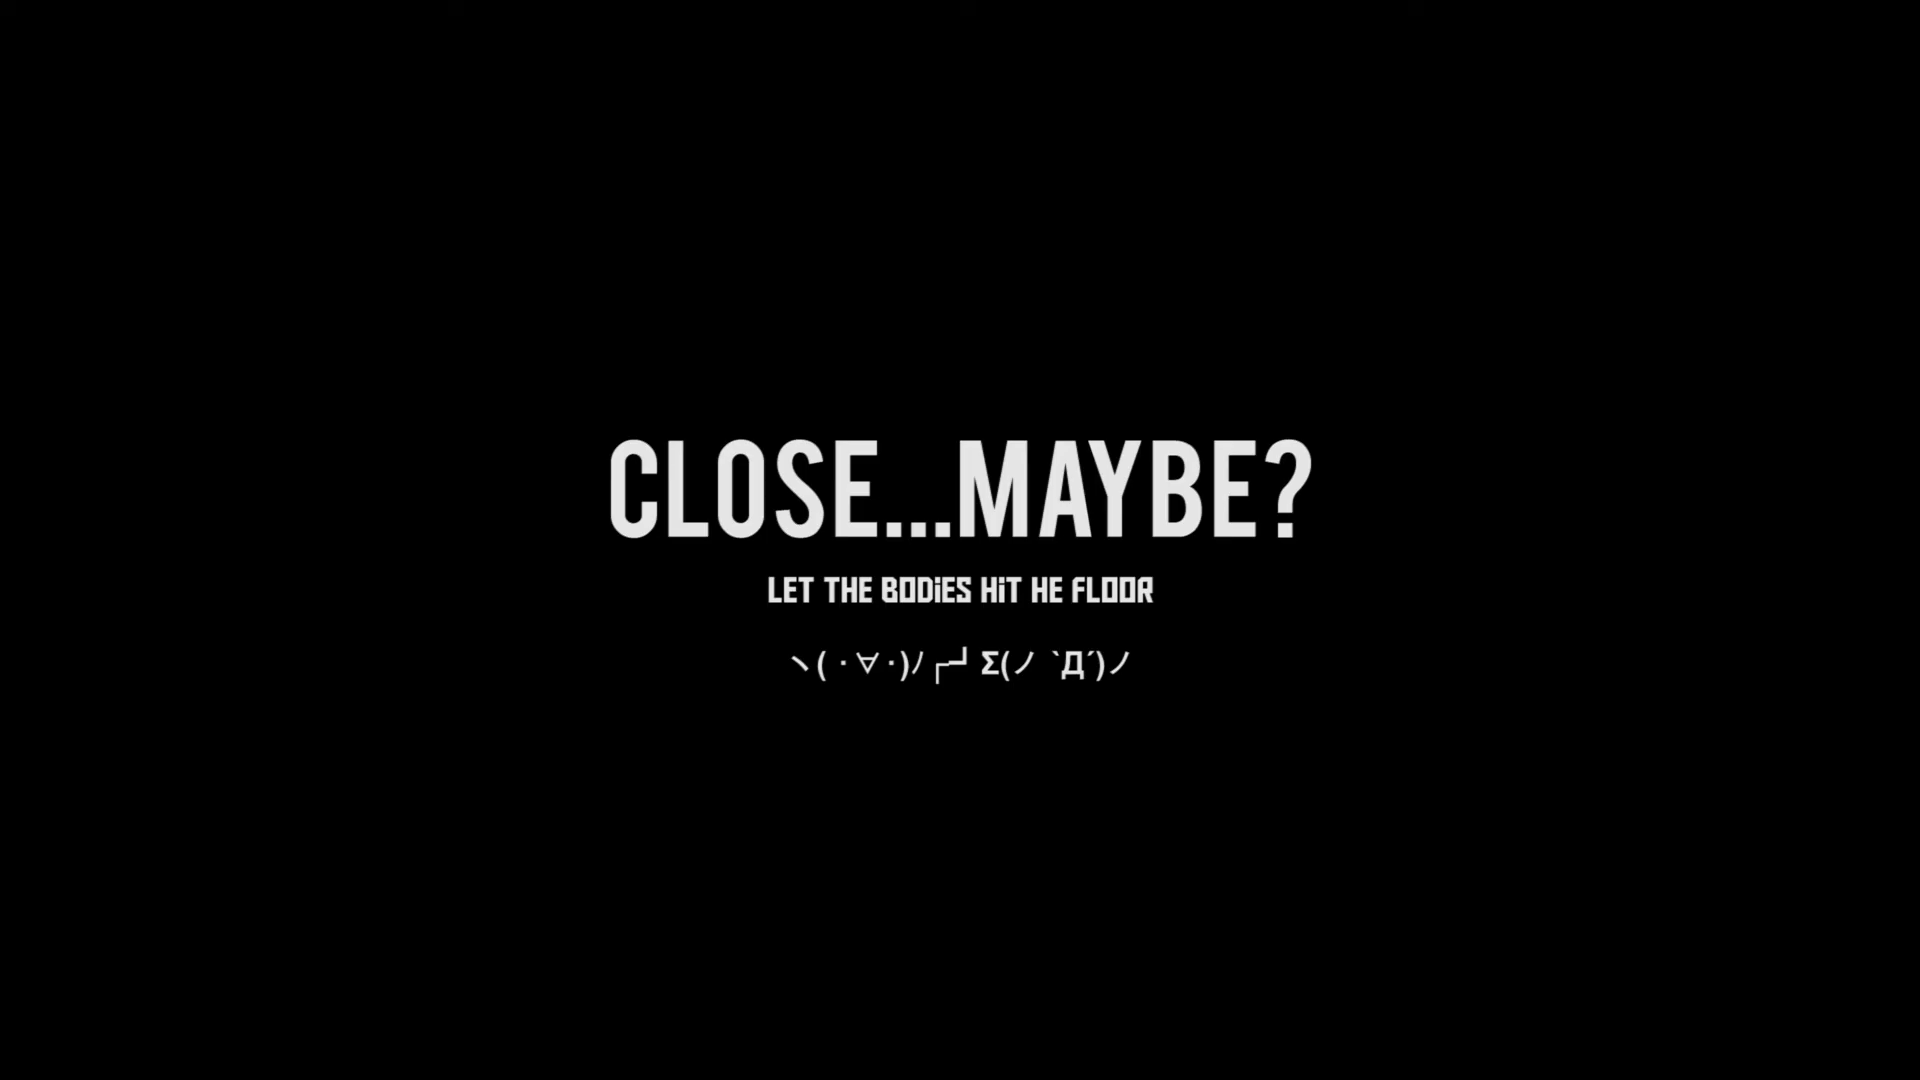 CLOSE...MAYBE?
LET THE BODiES HiT HE FLOOR
ヽ( ·∀·)ﾉ┌┛Σ(ノ `Д´)ノ